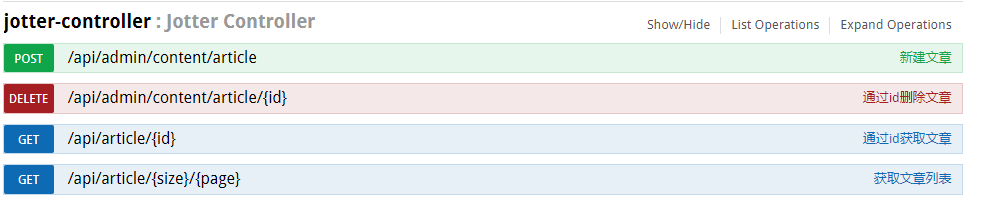 jotter-controller : Jotter Controller Show/Hide List Operations Expand Operations
POST /api/admin/content/article 新建文章
DELETE /api/admin/content/article/{id} 通过id删除文章
GET /api/article/{id} 通过id获取文章
GET /api/article/{size}/{page} 获取文章列表